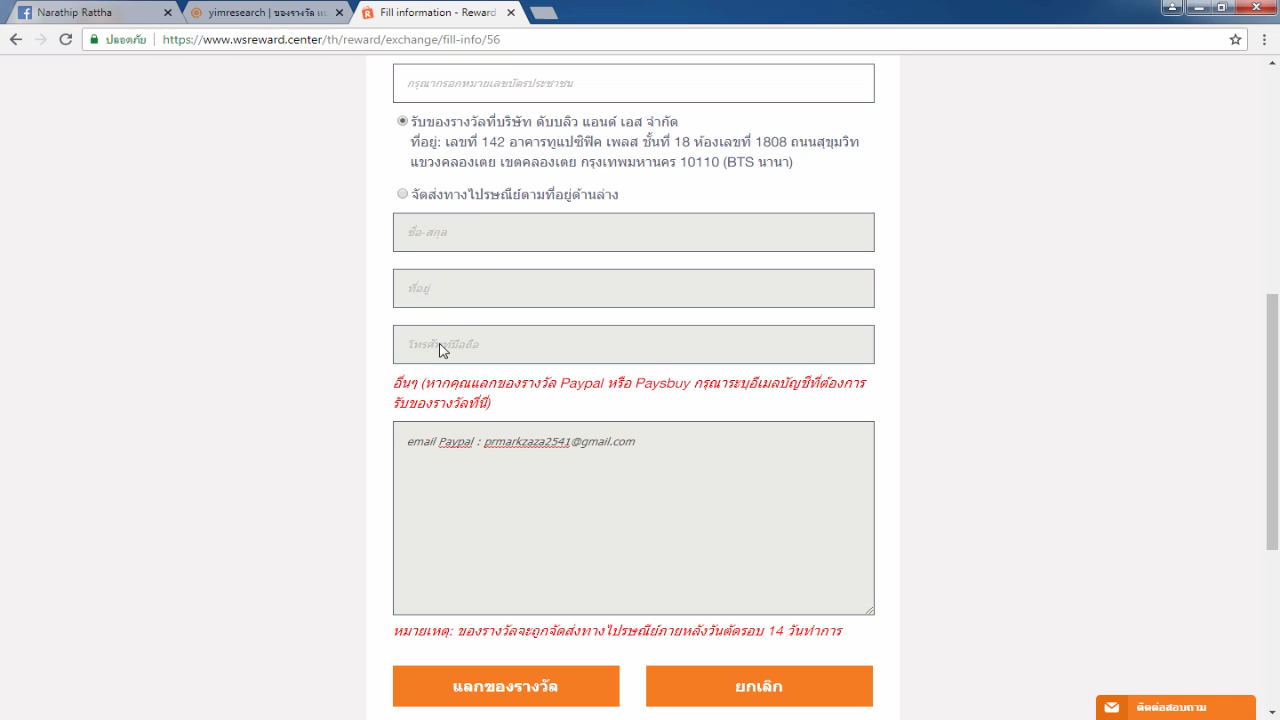 Narathip Rattha
yimresearch | ของรางวัล แ
Fill information - Reward
ปลอดภัย
https://www.wsreward.center/th/reward/exchange/fill-info/56
กรุณากรอกหมายเลขบัตรประชาชน
รับของรางวัลที่บริษัท ดับบลิว แอนด์ เอส จำกัด
ที่อยู่: เลขที่ 142 อาคารทูแปซิฟิค เพลส ชั้นที่ 18 ห้องเลขที่ 1808 ถนนสุขุมวิท
แขวงคลองเตย เขตคลองเตย กรุงเทพมหานคร 10110 (BTS นานา)
จัดส่งทางไปรษณีย์ตามที่อยู่ด้านล่าง
ชื่อ-สกุล
ที่อยู่
โทรศัพท์มือถือ
อื่นๆ (หากคุณแลกของรางวัล Paypal หรือ Paysbuy กรุณาระบุอีเมลบัญชีที่ต้องการ
รับของรางวัลที่นี่)
email Paypal : prmarkzaza2541@gmail.com
หมายเหตุ: ของรางวัลจะถูกจัดส่งทางไปรษณีย์ภายหลังวันตัดรอบ 14 วันทำการ
แลกของรางวัล
ยกเลิก
ติดต่อสอบถาม